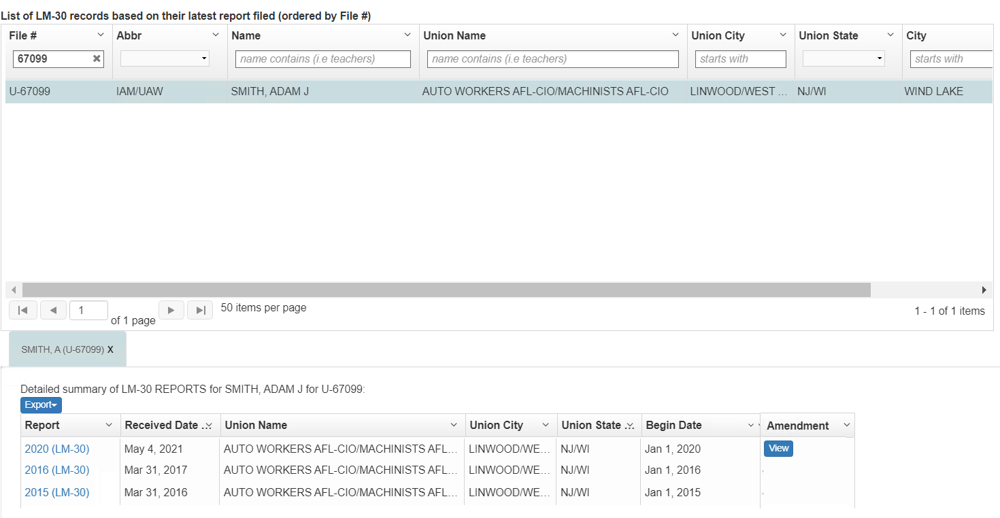 List of LM-30 records based on their latest report filed (ordered by File #)
File # Abbr Name Union Name Union City Union State City
67099 name contains (i.e teachers) name contains (i.e teachers) starts with starts with
U-67099 IAM/UAW SMITH, ADAM J AUTO WORKERS AFL-CIO/MACHINISTS AFL-CIO LINWOOD/WEST ... NJ/WI WIND LAKE
1 of 1 page 50 items per page 1 - 1 of 1 items
SMITH, A (U-67099) X
Detailed summary of LM-30 REPORTS for SMITH, ADAM J for U-67099:
Export
Report Received Date ... Union Name Union City Union State ... Begin Date Amendment
2020 (LM-30) May 4, 2021 AUTO WORKERS AFL-CIO/MACHINISTS AFL... LINWOOD/WE... NJ/WI Jan 1, 2020 View
2016 (LM-30) Mar 31, 2017 AUTO WORKERS AFL-CIO/MACHINISTS AFL... LINWOOD/WE... NJ/WI Jan 1, 2016
2015 (LM-30) Mar 31, 2016 AUTO WORKERS AFL-CIO/MACHINISTS AFL... LINWOOD/WE... NJ/WI Jan 1, 2015